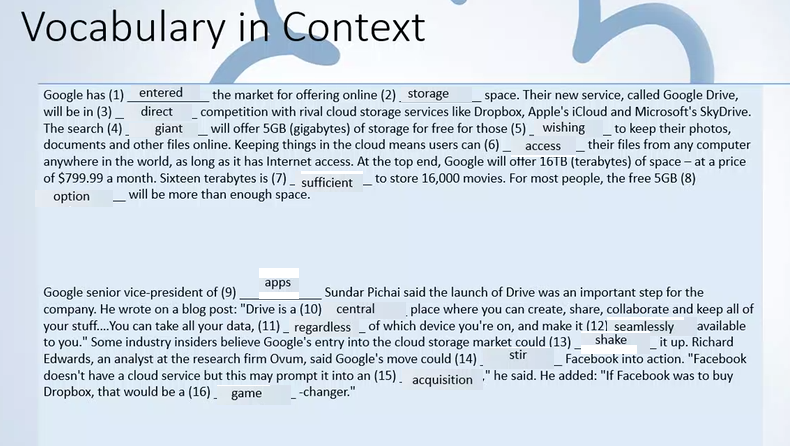 Vocabulary in Context
Google has (1) __entered__ the market for offering online (2) _storage_ space. Their new service, called Google Drive,
will be in (3) _ direct _ competition with rival cloud storage services like Dropbox, Apple's iCloud and Microsoft's SkyDrive.
The search (4) _ giant _ will offer 5GB (gigabytes) of storage for free for those (5) _ wishing _ to keep their photos,
documents and other files online. Keeping things in the cloud means users can (6) _ access _ their files from any computer
anywhere in the world, as long as it has Internet access. At the top end, Google will offer 16TB (terabytes) of space – at a price
of $799.99 a month. Sixteen terabytes is (7) _ sufficient _ to store 16,000 movies. For most people, the free 5GB (8)
option __ will be more than enough space.
Google senior vice-president of (9) __apps__ Sundar Pichai said the launch of Drive was an important step for the
company. He wrote on a blog post: "Drive is a (10) central place where you can create, share, collaborate and keep all of
your stuff....You can take all your data, (11) _ regardless _ of which device you're on, and make it (12) seamlessly available
to you." Some industry insiders believe Google's entry into the cloud storage market could (13) _ shake _ it up. Richard
Edwards, an analyst at the research firm Ovum, said Google's move could (14) _ stir _ Facebook into action. "Facebook
doesn't have a cloud service but this may prompt it into an (15) _ acquisition ," he said. He added: "If Facebook was to buy
Dropbox, that would be a (16) _ game _ -changer."